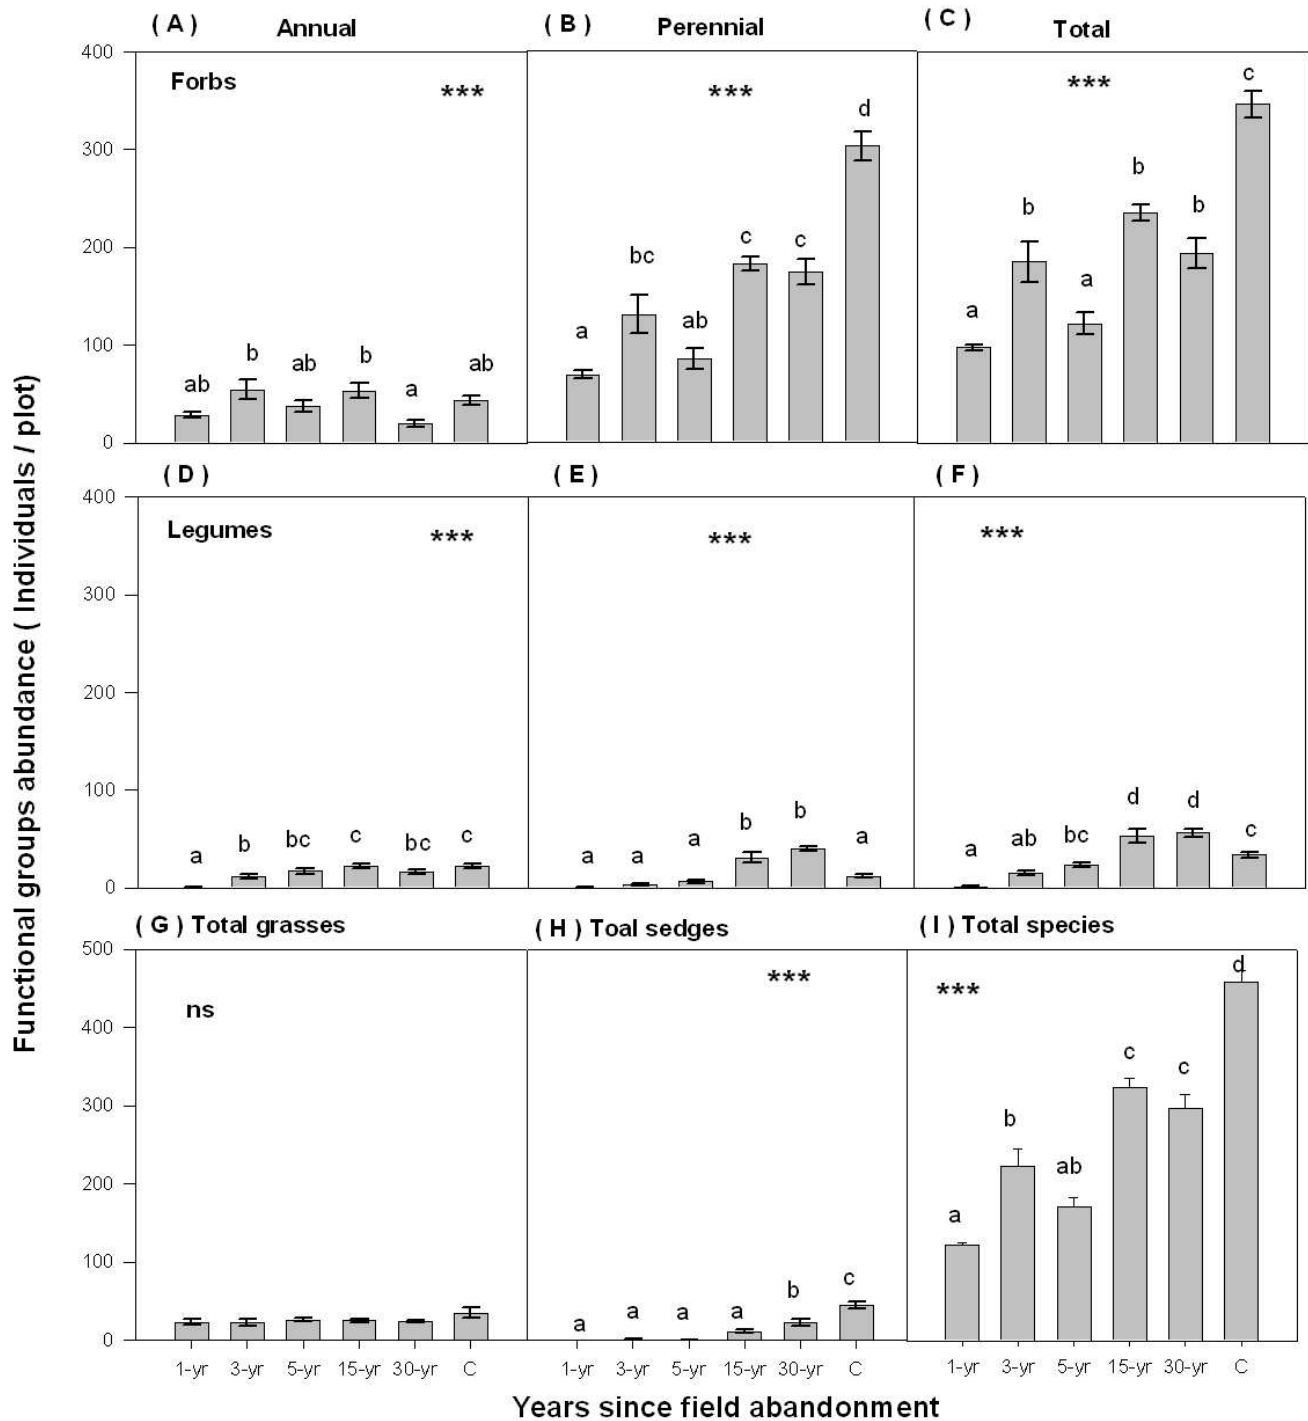 ( A ) Annual
( B ) Perennial
( C ) Total
Functional groups abundance ( Individuals / plot)
400
300
200
100
0
Forbs
***
ab
b
ab
b
a
ab
***
a
bc
ab
c
c
d
***
a
b
a
b
b
c
( D )
( E )
( F )
400
300
200
100
0
Legumes
***
a
b
bc
c
bc
c
***
a
a
a
b
b
a
***
a
ab
bc
d
d
c
( G ) Total grasses
( H ) Toal sedges
( I ) Total species
500
400
300
200
100
0
ns
***
a
a
a
a
b
c
***
a
b
ab
c
c
d
1-yr 3-yr 5-yr 15-yr 30-yr C
1-yr 3-yr 5-yr 15-yr 30-yr C
1-yr 3-yr 5-yr 15-yr 30-yr C
Years since field abandonment